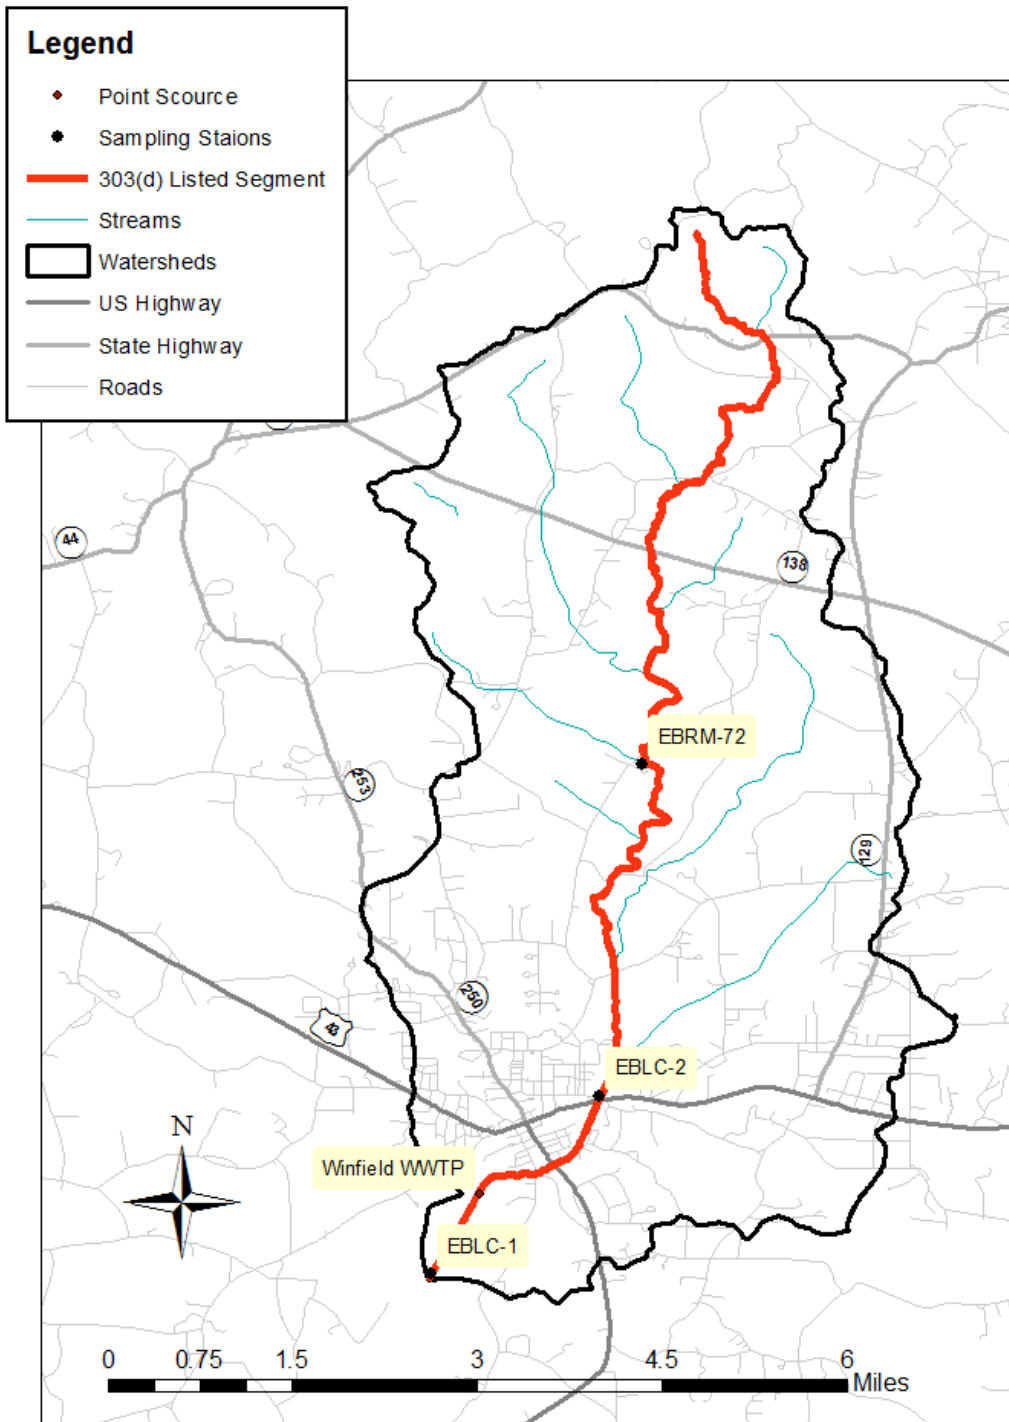 Legend
Point Scource
Sampling Staions
303(d) Listed Segment
Streams
Watersheds
US Highway
State Highway
Roads
44
138
EBRM-72
253
129
250
43
EBLC-2
N
Winfield WWTP
EBLC-1
0 0.75 1.5 3 4.5 6
Miles